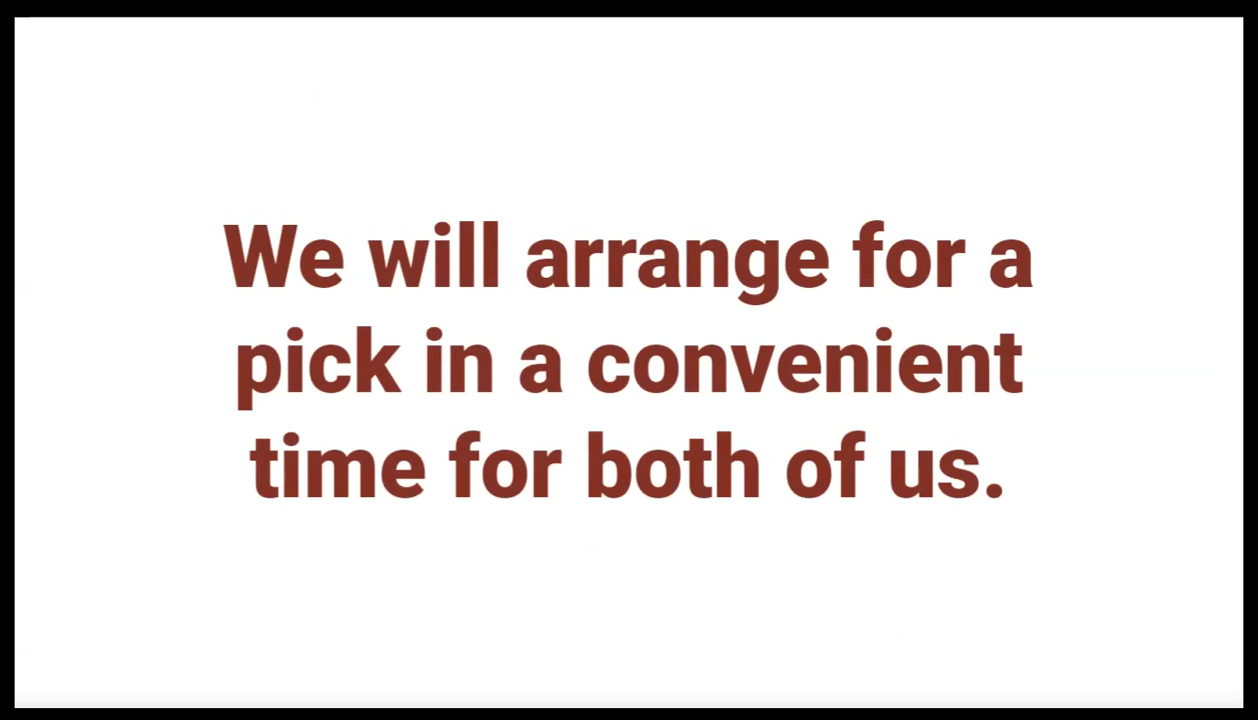 We will arrange for a
pick in a convenient
time for both of us.